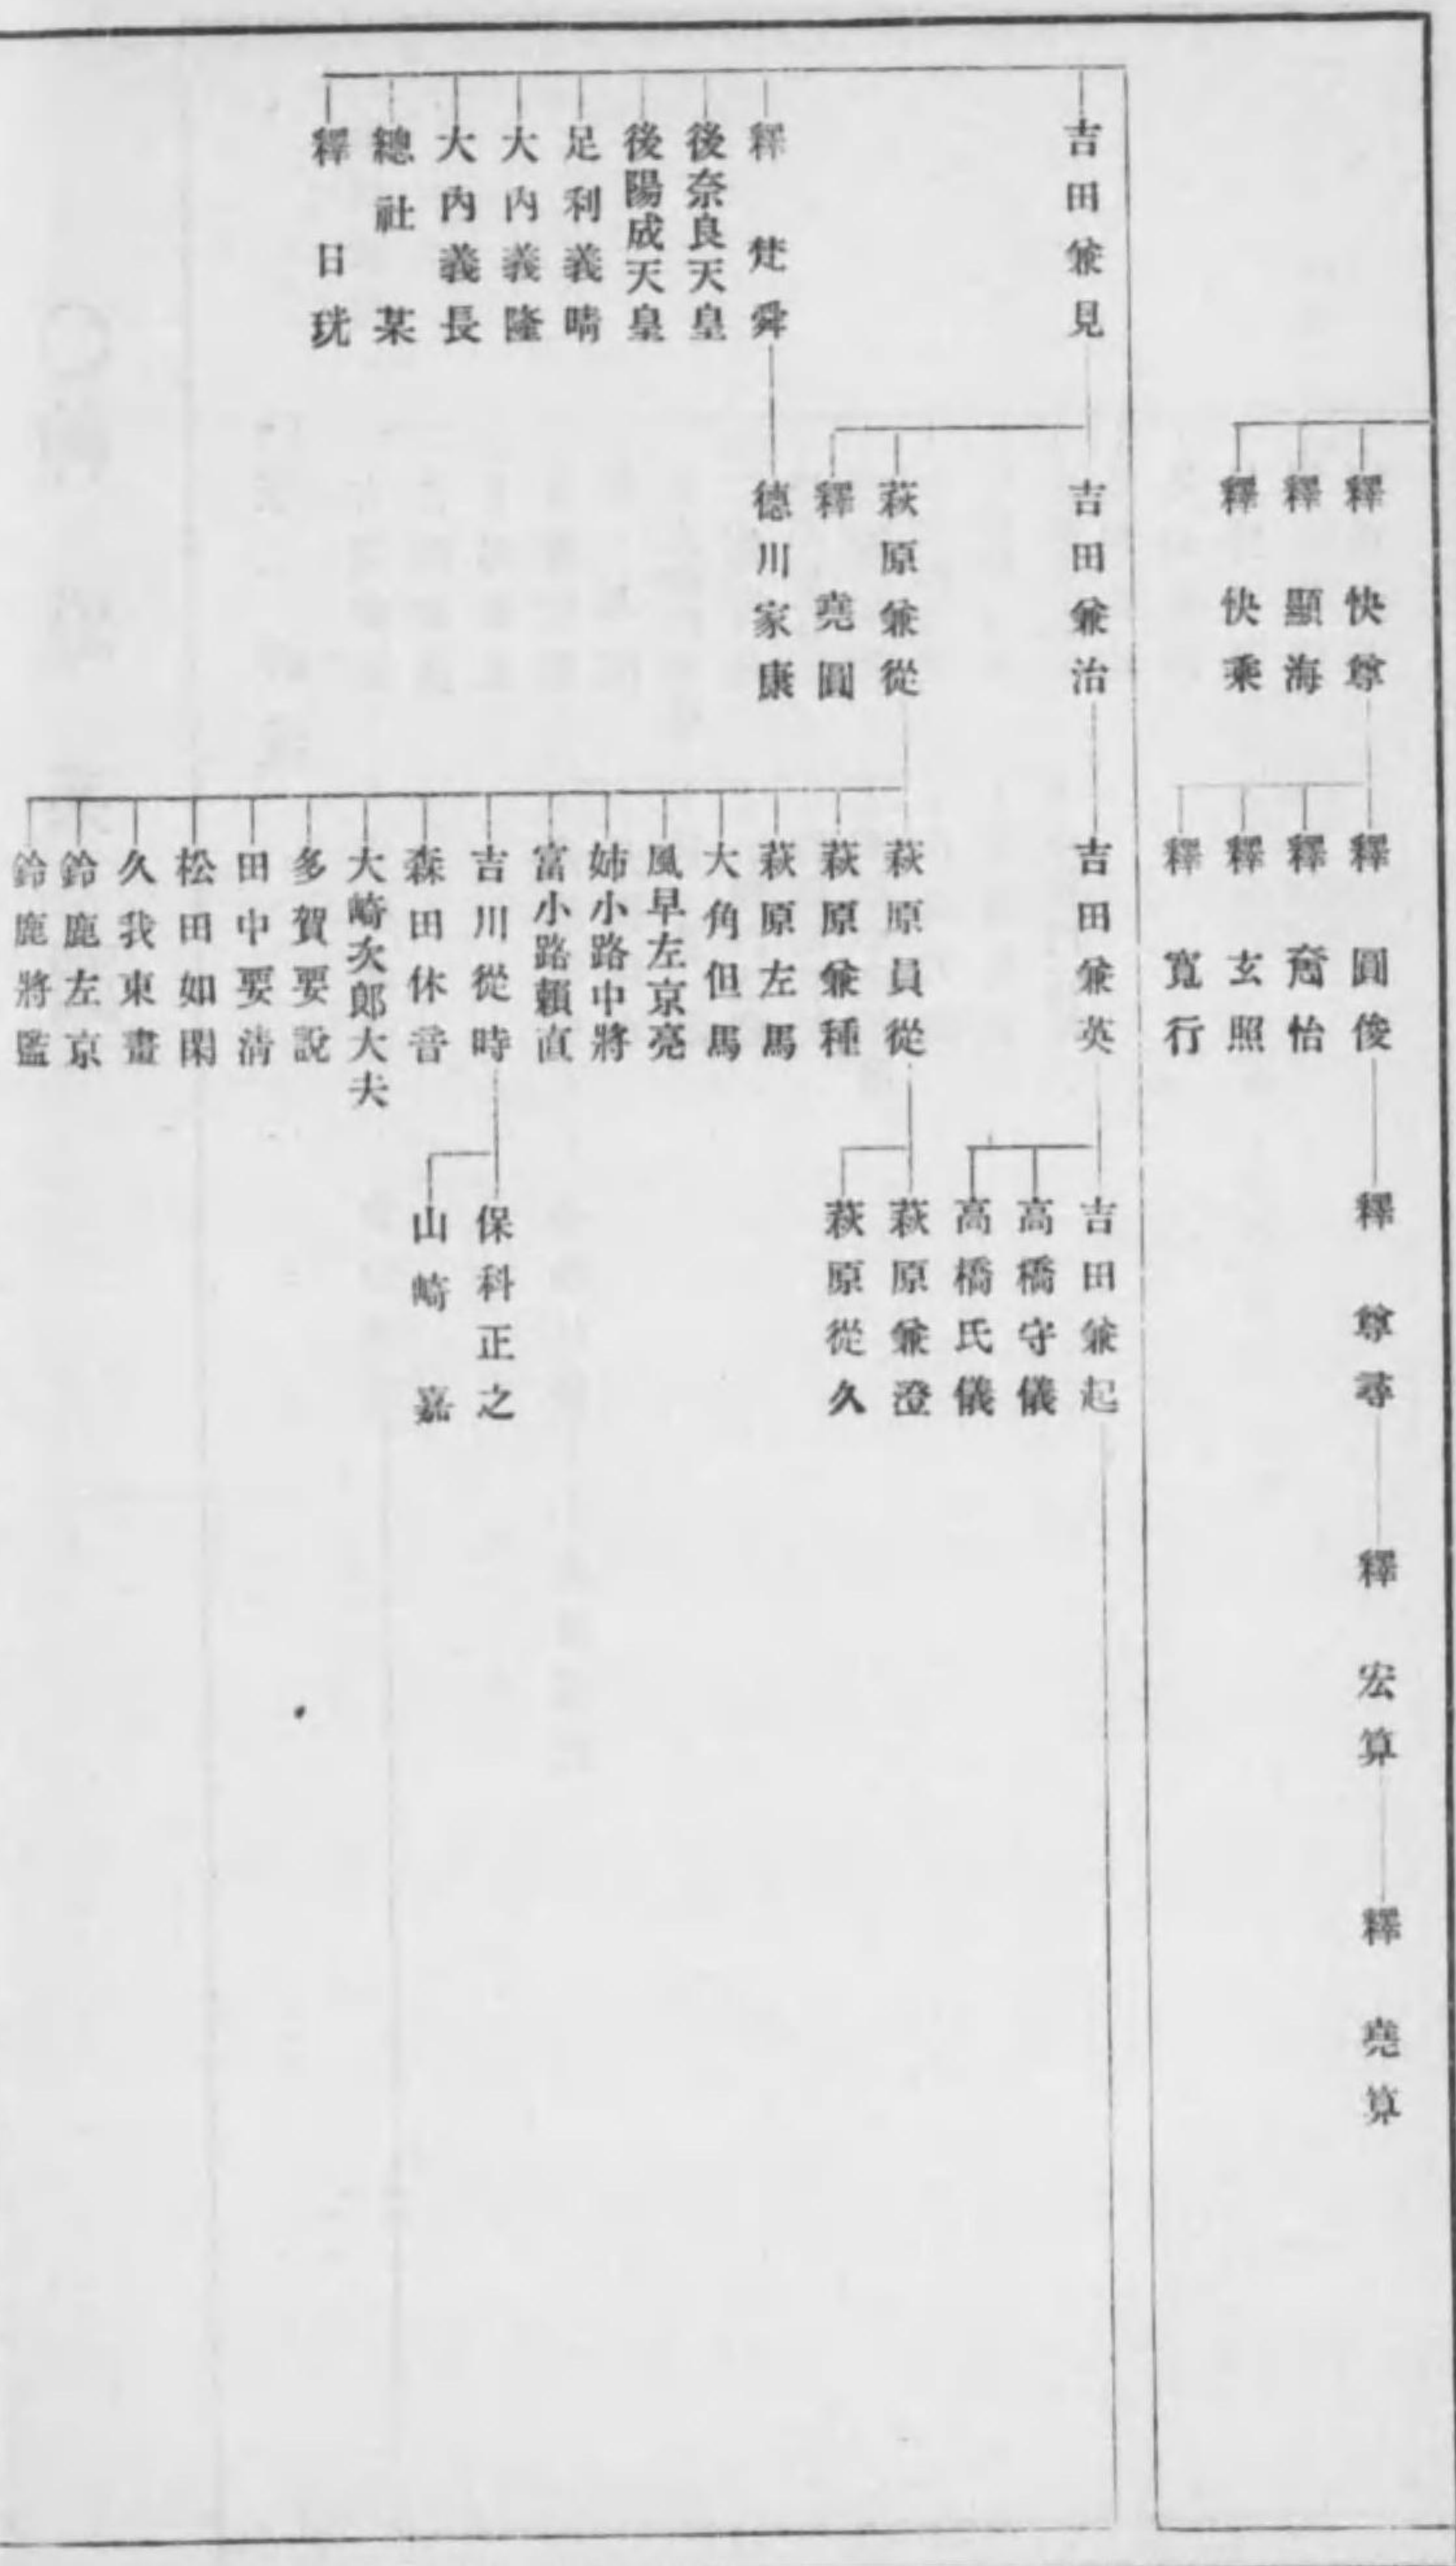 釋快尊
釋顯海
釋快乘
釋圓俊
釋怡
釋玄照
釋寬行
釋尊尋
釋宏算
釋堯算
吉田兼見
釋梵舜
後奈良天皇
後陽成天皇
足利義晴
大內義隆
大內義長
總社某
釋日珖
吉田兼治
萩原兼從
釋堯圓
德川家康
吉田兼英
萩原員從
萩原兼種
萩原左馬
大角但馬
風早左京亮
姉小路中將
富小路賴直
吉川從時
森田休音
大崎次郎大夫
多賀要說
田中要清
松田如閑
久我東晝
鈴鹿左京
鈴鹿將監
吉田兼起
高橋守儀
高橋氏儀
萩原兼澄
萩原從久
保科正之
山崎嘉